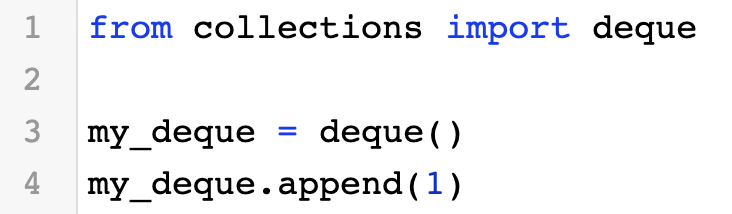 1 from collections import deque
2
3 my_deque = deque()
4 my_deque.append(1)